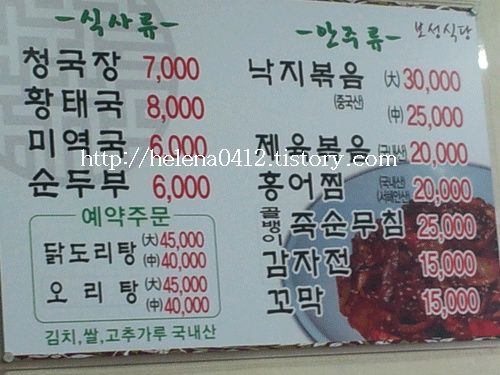 -식사류-
청국장 7,000
황태국 8,000
미역국 6,000
순두부 6,000
예약주문
닭도리탕 (大) 45,000
(中) 40,000
오리탕 (大) 45,000
(中) 40,000
김치,쌀,고추가루 국내산
-안주류- 보성식당
낙지볶음 (중국산) (大) 30,000
(中) 25,000
제육볶음 (국내산) 20,000
홍어찜 20,000
골뱅이 죽순무침 25,000
감자전 15,000
꼬막 15,000
http://helena0412.tistory.com